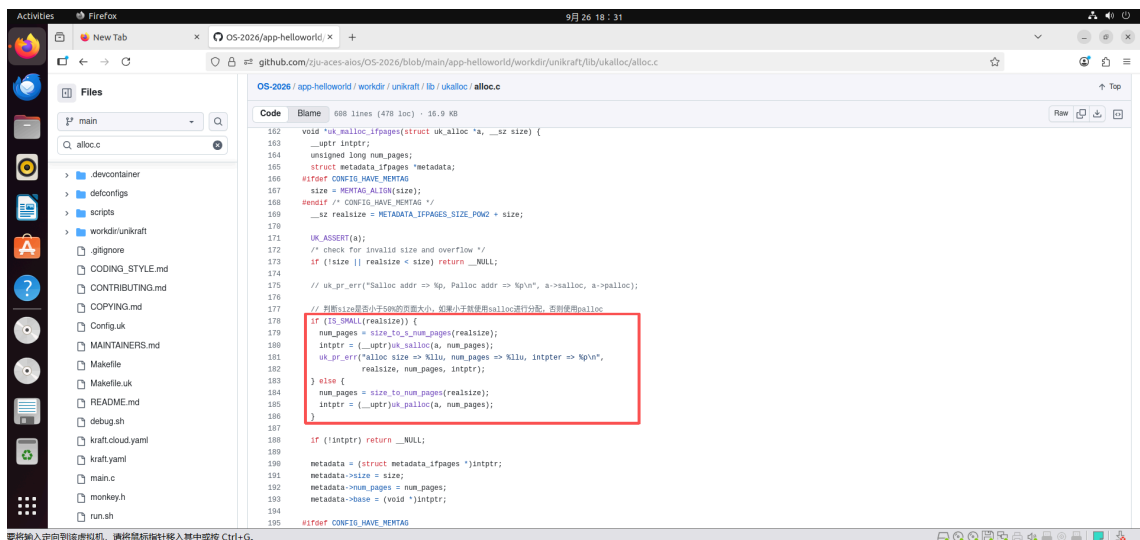 Activities Firefox 9月 26 18：31
New Tab × OS-2026/app-helloworld/ × +
github.com/zju-aces-aios/OS-2026/blob/main/app-helloworld/workdir/unikraft/lib/ukalloc/alloc.c
Files
main
alloc.c
.devcontainer
defconfigs
scripts
workdir/unikraft
.gitignore
CODING_STYLE.md
CONTRIBUTING.md
COPYING.md
Config.uk
MAINTAINERS.md
Makefile
Makefile.uk
README.md
debug.sh
kraft.cloud.yaml
kraft.yaml
main.c
monkey.h
run.sh
OS-2026 / app-helloworld / workdir / unikraft / lib / ukalloc / alloc.c Top
Code Blame 608 lines (478 loc) · 16.9 KB Raw
162 void *uk_malloc_ifpages(struct uk_alloc *a, __sz size) {
163 __uptr intptr;
164 unsigned long num_pages;
165 struct metadata_ifpages *metadata;
166 #ifdef CONFIG_HAVE_MEMTAG
167 size = MEMTAG_ALIGN(size);
168 #endif /* CONFIG_HAVE_MEMTAG */
169 __sz realsize = METADATA_IFPAGES_SIZE_POW2 + size;
170
171 UK_ASSERT(a);
172 /* check for invalid size and overflow */
173 if (!size || realsize < size) return __NULL;
174
175 // uk_pr_err("Salloc addr => %p, Palloc addr => %p\n", a->salloc, a->palloc);
176
177 // 判断size是否小于50%的页面大小，如果小于就使用salloc进行分配，否则使用palloc
178 if (IS_SMALL(realsize)) {
179 num_pages = size_to_s_num_pages(realsize);
180 intptr = (__uptr)uk_salloc(a, num_pages);
181 uk_pr_err("alloc size => %llu, num_pages => %llu, intpter => %p\n",
182 realsize, num_pages, intptr);
183 } else {
184 num_pages = size_to_num_pages(realsize);
185 intptr = (__uptr)uk_palloc(a, num_pages);
186 }
187
188 if (!intptr) return __NULL;
189
190 metadata = (struct metadata_ifpages *)intptr;
191 metadata->size = size;
192 metadata->num_pages = num_pages;
193 metadata->base = (void *)intptr;
194
195 #ifdef CONFIG_HAVE_MEMTAG
要将输入定向到该虚拟机，请将鼠标指针移入其中或按 Ctrl+G。